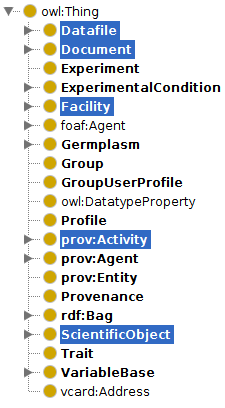 owl:Thing
Datafile
Document
Experiment
ExperimentalCondition
Facility
foaf:Agent
Germplasm
Group
GroupUserProfile
owl:DatatypeProperty
Profile
prov:Activity
prov:Agent
prov:Entity
Provenance
rdf:Bag
ScientificObject
Trait
VariableBase
vcard:Address